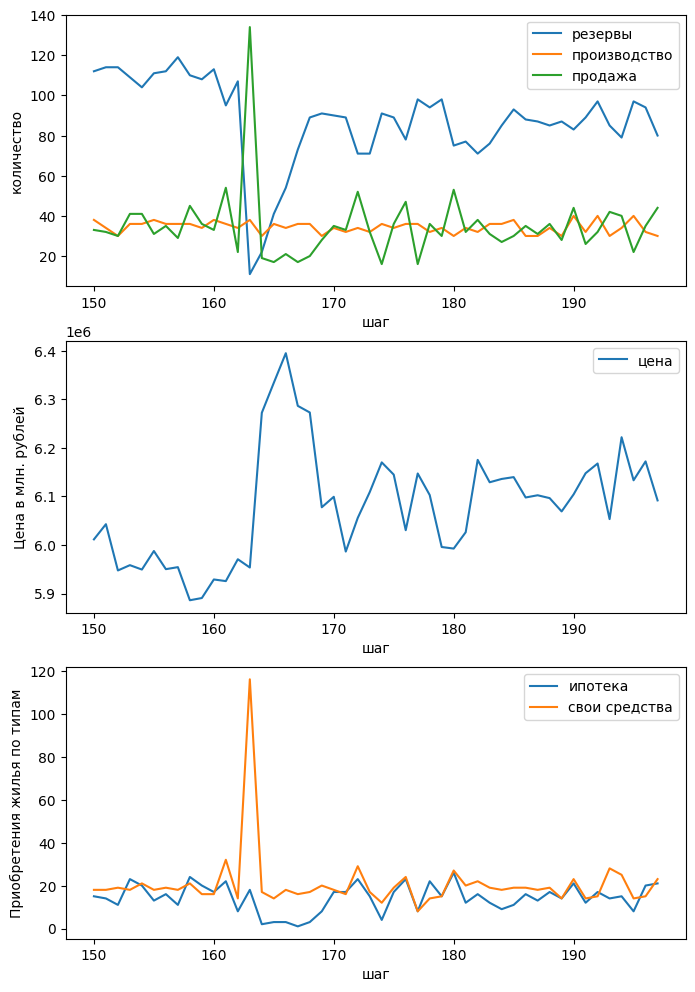 140
120
100
80
60
40
20
количество
резервы
производство
продажа
150
160
170
180
190
шаг
1e6
6.4
6.3
6.2
6.1
6.0
5.9
Цена в млн. рублей
цена
150
160
170
180
190
шаг
120
100
80
60
40
20
0
Приобретения жилья по типам
ипотека
свои средства
150
160
170
180
190
шаг